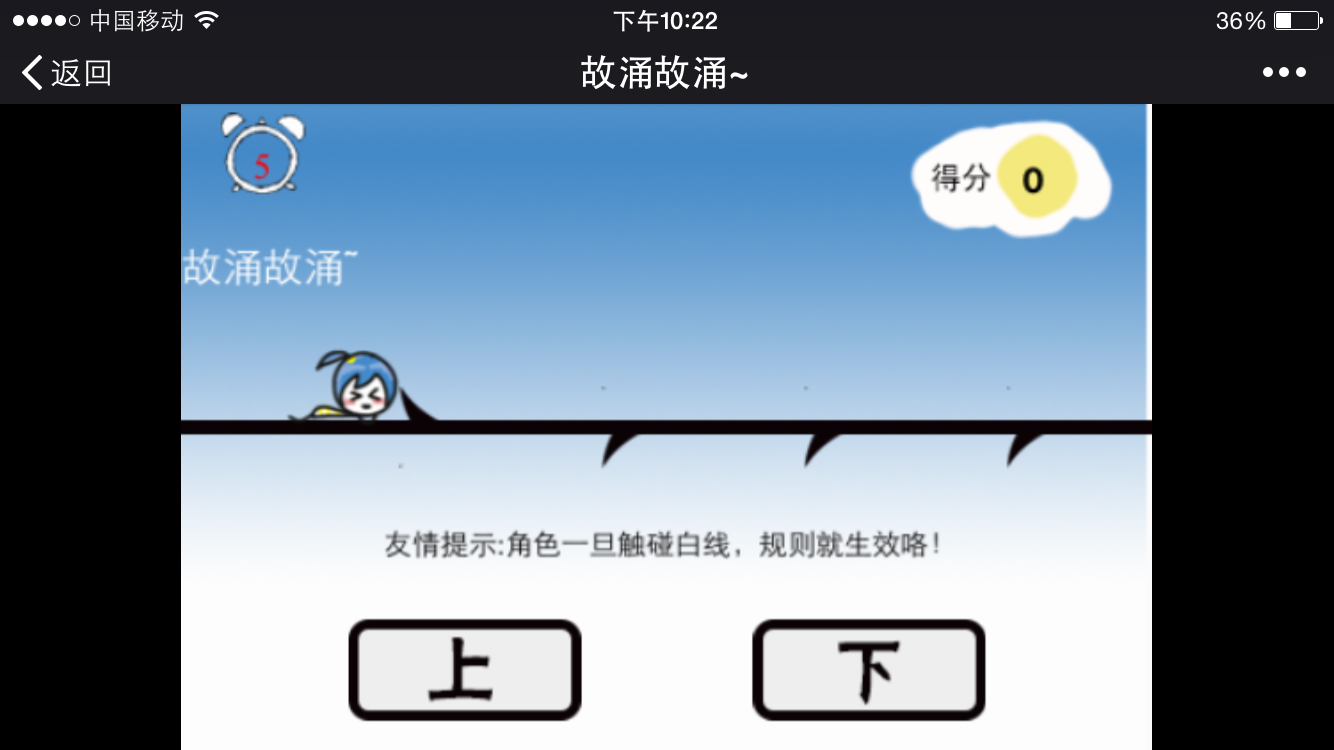 中国移动 下午10:22 36%
返回 故涌故涌~ •••
5
得分 0
故涌故涌~
友情提示:角色一旦触碰白线，规则就生效咯！
上 下